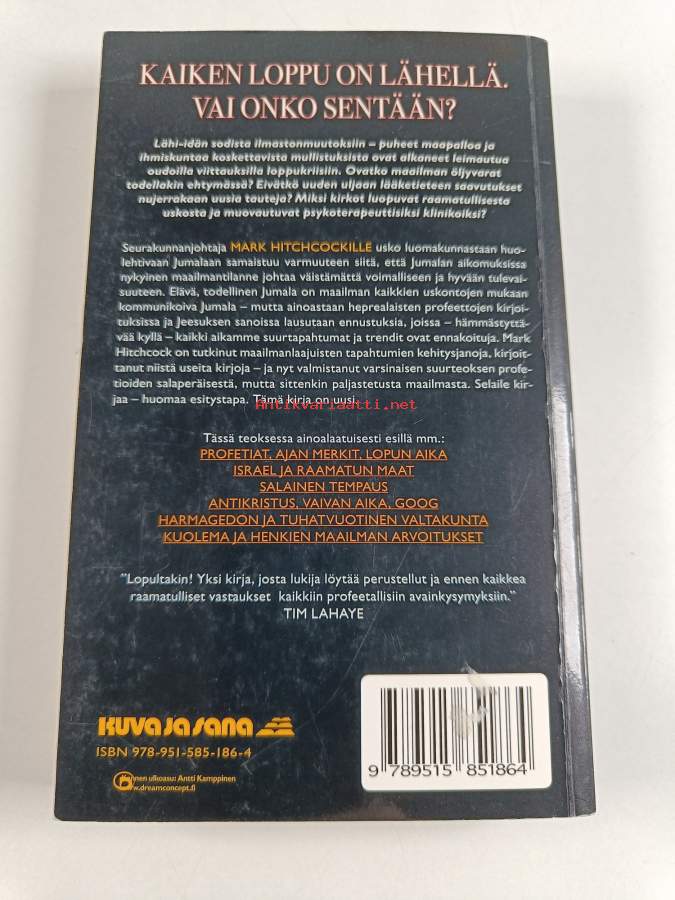 KAIKEN LOPPU ON LÄHELLÄ.
VAI ONKO SENTÄÄN?
Lähi-idän sodista ilmastonmuutoksiin – puheet maapalloa ja
ihmiskuntaa koskettavista mullistuksista ovat alkaneet leimautua
oudoilla viittauksilla loppukriisiin. Ovatko maailman öljyvarat
todellakin ehtymässä? Eivätkö uuden uljaan lääketieteen saavutukset
nujerrakaan uusia tauteja? Miksi kirkot luopuvat raamatullisesta
uskosta ja muovautuvat psykoterapeuttisiksi klinikoiksi?
Seurakunnanjohtaja MARK HITCHCOCKILLE usko luomakunnastaan huo-
lehtivaan Jumalaan samaistuu varmuuteen siitä, että Jumalan aikomuksissa
nykyinen maailmantilanne johtaa väistämättä voimalliseen ja hyvään tulevai-
suuteen. Elävä, todellinen Jumala on maailman kaikkien uskontojen mukaan
kommunikoiva Jumala – mutta ainoastaan heprealaisten profeettojen kirjoi-
tuksissa ja Jeesuksen sanoissa lausutaan ennustuksia, joissa – hämmästyttä-
vää kyllä – kaikki aikamme suurtapahtumat ja trendit ovat ennakoituja. Mark
Hitchcock on tutkinut maailmanlaajuisten tapahtumien kehitysjanoja, kirjoit-
tanut niistä useita kirjoja – ja nyt valmistanut varsinaisen suurteoksen profe-
tioiden salaperäisestä, mutta sittenkin paljastetusta maailmasta. Selaile kir-
jaa – huomaa esitystapa. Tämä kirja on uusi.
Antikvariaatti.net
Tässä teoksessa ainoalaatuisesti esillä mm.:
PROFETIAT, AJAN MERKIT, LOPUN AIKA
ISRAEL JA RAAMATUN MAAT
SALAINEN TEMPAUS
ANTIKRISTUS, VAIVAN AIKA, GOOG
HARMAGEDON JA TUHATVUOTINEN VALTAKUNTA
KUOLEMA JA HENKIEN MAAILMAN ARVOITUKSET
"Lopultakin! Yksi kirja, josta lukija löytää perustellut ja ennen kaikkea
raamatulliset vastaukset kaikkiin profeetallisiin avainkysymyksiin."
TIM LAHAYE
kuva ja sana
ISBN 978-951-585-186-4
Kannen ulkoasu: Antti Kamppinen
www.dreamconcept.fi
9 789515 851864